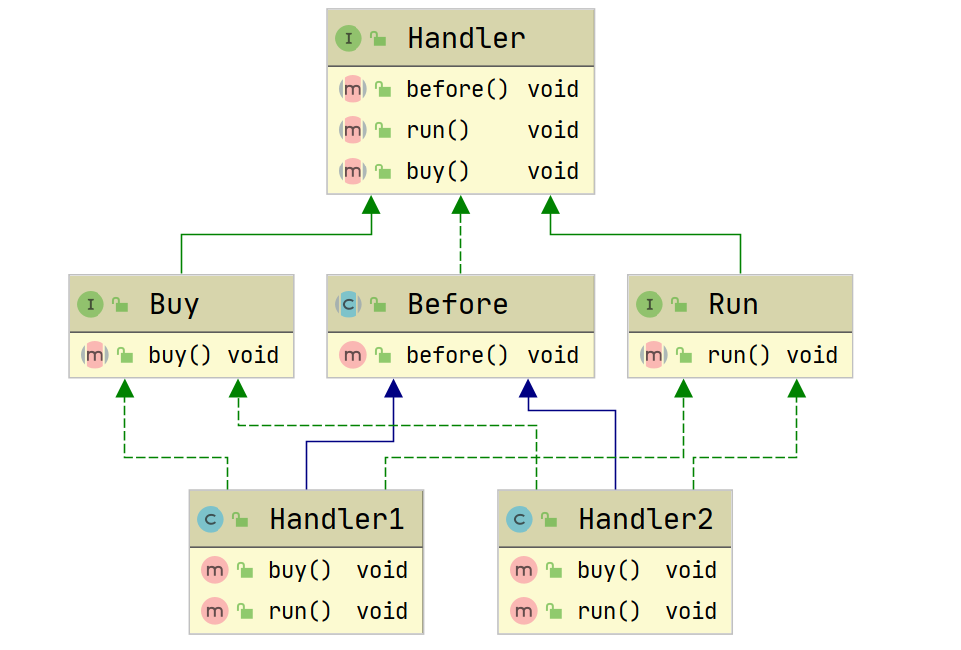 I Handler
m before() void
m run() void
m buy() void
I Buy
m buy() void
C Before
m before() void
I Run
m run() void
C Handler1
m buy() void
m run() void
C Handler2
m buy() void
m run() void